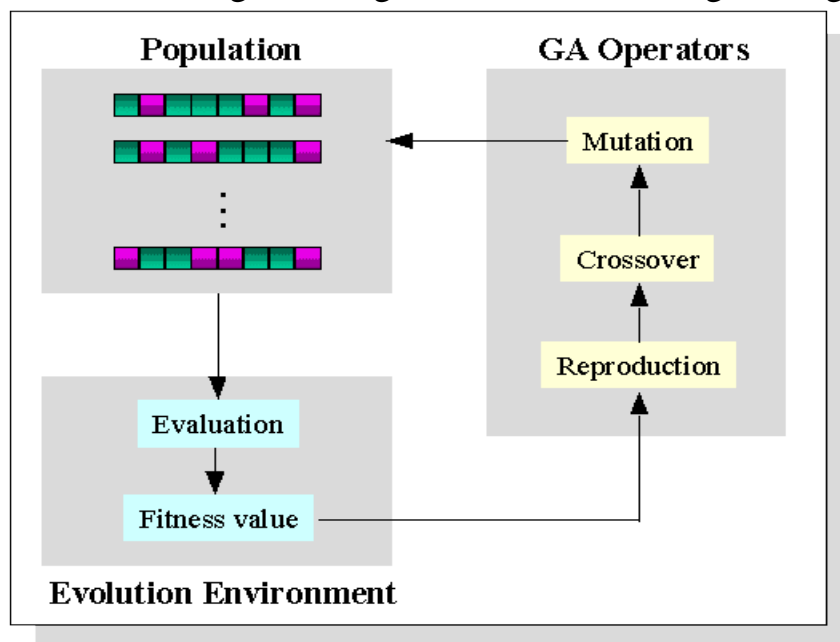 Population
GA Operators
Mutation
Crossover
Reproduction
Evaluation
Fitness value
Evolution Environment